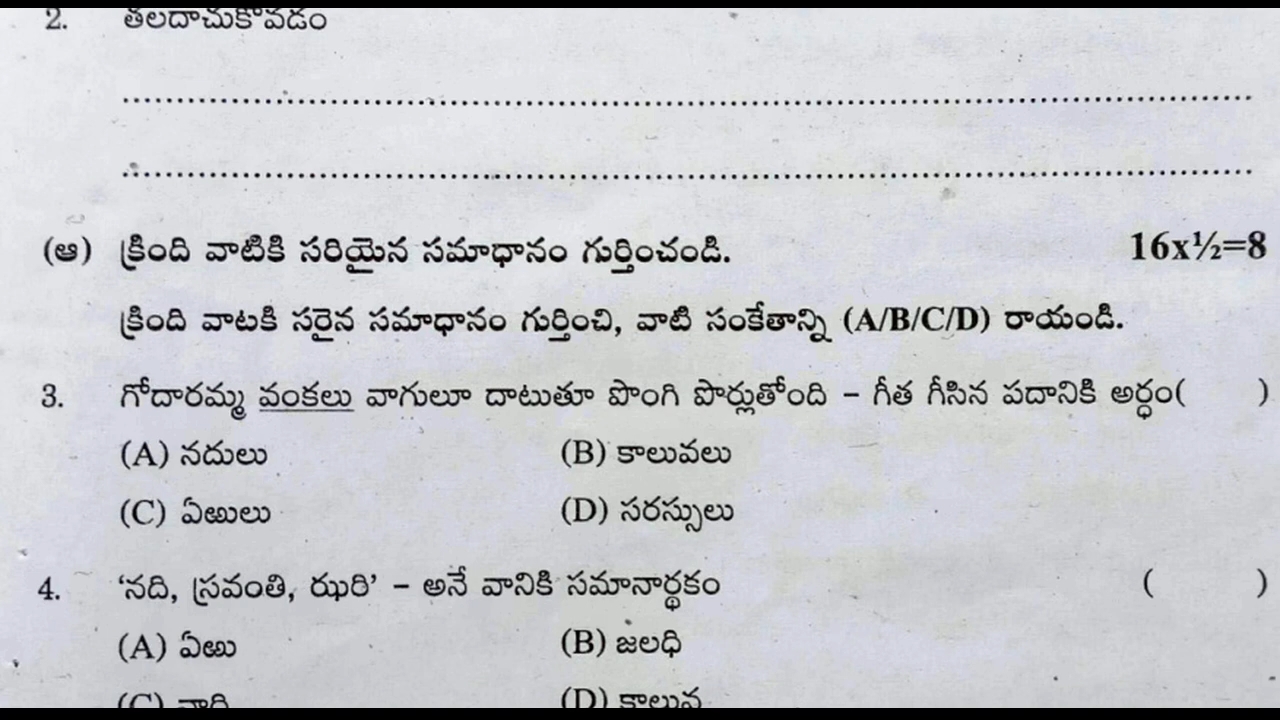 2. తలదాచుకోవడం
(ఆ) క్రింది వాటికి సరియైన సమాధానం గుర్తించండి. 16x½=8
క్రింది వాటకి సరైన సమాధానం గుర్తించి, వాటి సంకేతాన్ని (A/B/C/D) రాయండి.
3. గోదారమ్మ వంకలు వాగులూ దాటుతూ పొంగి పొర్లుతోంది – గీత గీసిన పదానికి అర్ధం( )
(A) నదులు (B) కాలువలు
(C) ఏఱులు (D) సరస్సులు
4. ‘నది, స్రవంతి, ఝరి’ – అనే వానికి సమానార్థకం ( )
(A) ఏఱు (B) జలధి
(C) వారి (D) కాలువ